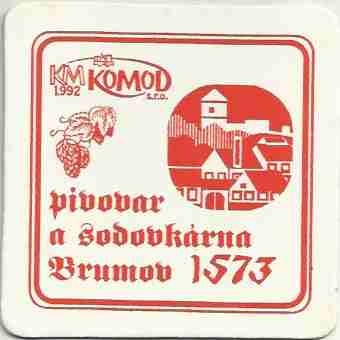 KM KOMOD
1992 s.r.o.
pivovar
a sodovkárna
Brumov 1573